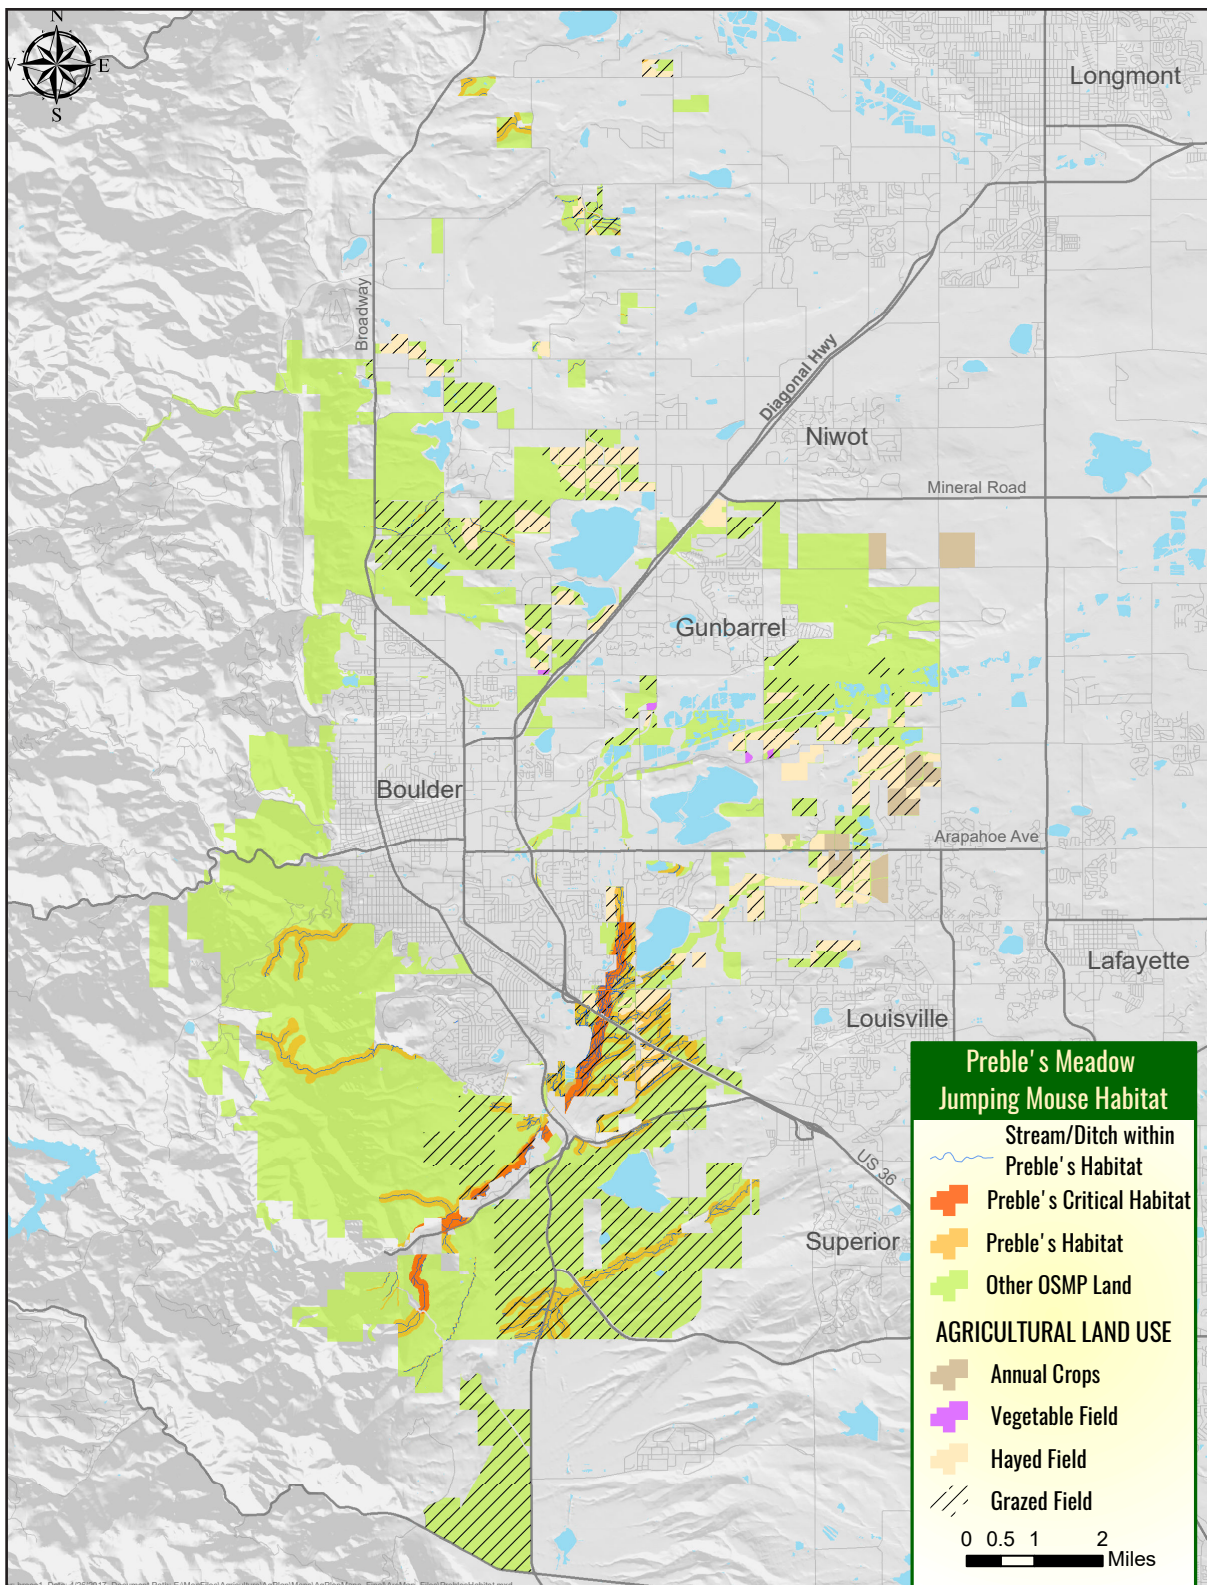 N
E
S
Longmont
Broadway
Diagonal Hwy
Niwot
Mineral Road
Gunbarrel
Boulder
Arapahoe Ave
Lafayette
Louisville
US 36
Superior
Preble's Meadow
Jumping Mouse Habitat
Stream/Ditch within
Preble's Habitat
Preble's Critical Habitat
Preble's Habitat
Other OSMP Land
AGRICULTURAL LAND USE
Annual Crops
Vegetable Field
Hayed Field
Grazed Field
0 0.5 1 2
Miles